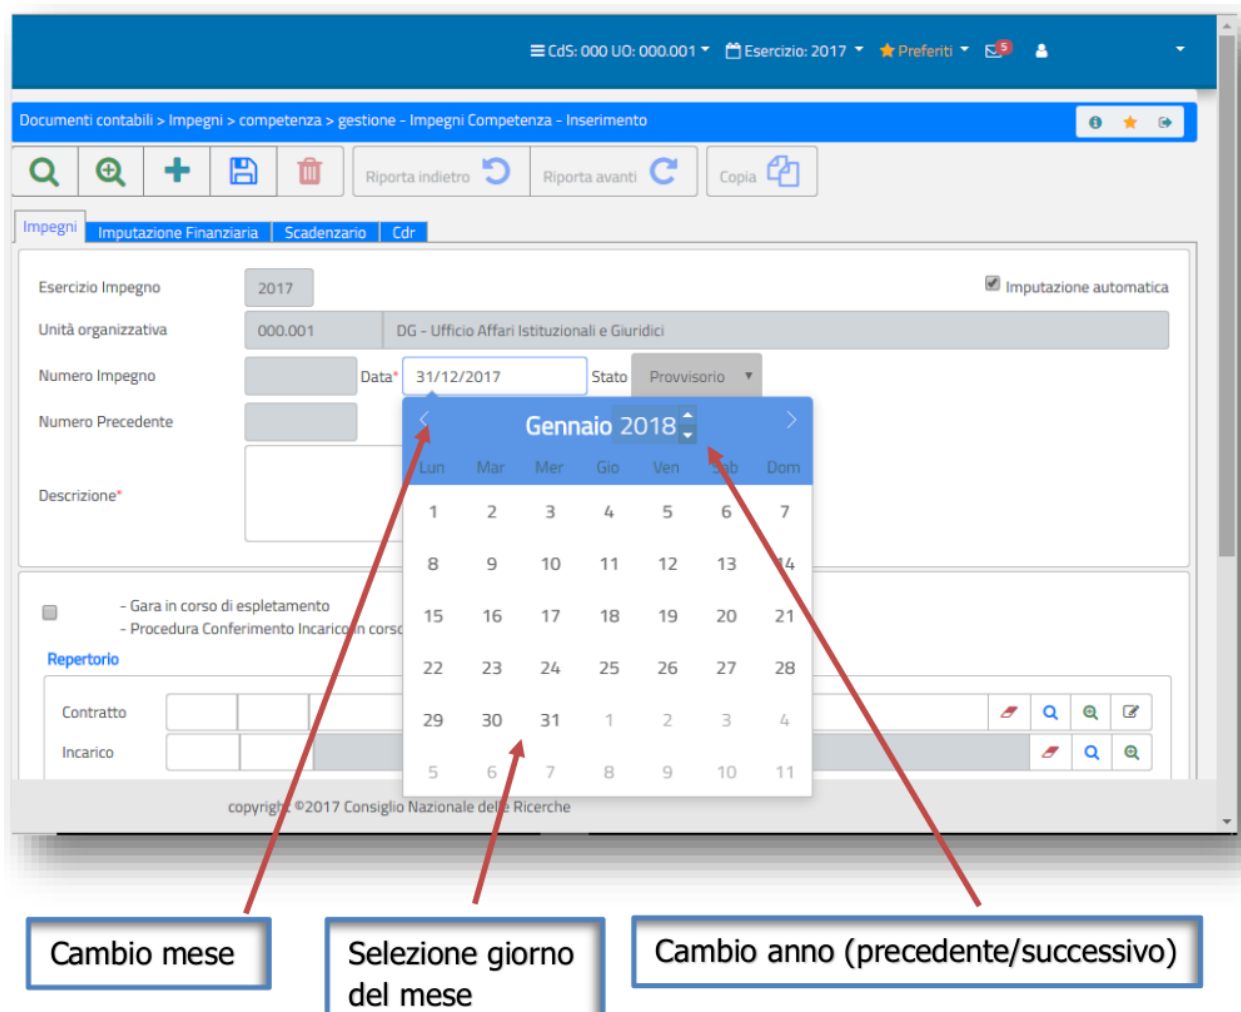 CdS: 000 UO: 000.001 Esercizio: 2017 Preferiti 5
Documenti contabili > Impegni > competenza > gestione - Impegni Competenza - Inserimento
Riporta indietro Riporta avanti Copia
Impegni Imputazione Finanziaria Scadenzario Cdr
Esercizio Impegno 2017 Imputazione automatica
Unità organizzativa 000.001 DG - Ufficio Affari Istituzionali e Giuridici
Numero Impegno Data* 31/12/2017 Stato Provvisorio
Numero Precedente
Gennaio 2018
Lun Mar Mer Gio Ven Sab Dom
Descrizione*
1 2 3 4 5 6 7
8 9 10 11 12 13 14
- Gara in corso di espletamento
- Procedura Conferimento Incarico in corso
15 16 17 18 19 20 21
Repertorio
22 23 24 25 26 27 28
Contratto
29 30 31 1 2 3 4
Incarico
5 6 7 8 9 10 11
copyright ©2017 Consiglio Nazionale delle Ricerche
Cambio mese
Selezione giorno
del mese
Cambio anno (precedente/successivo)